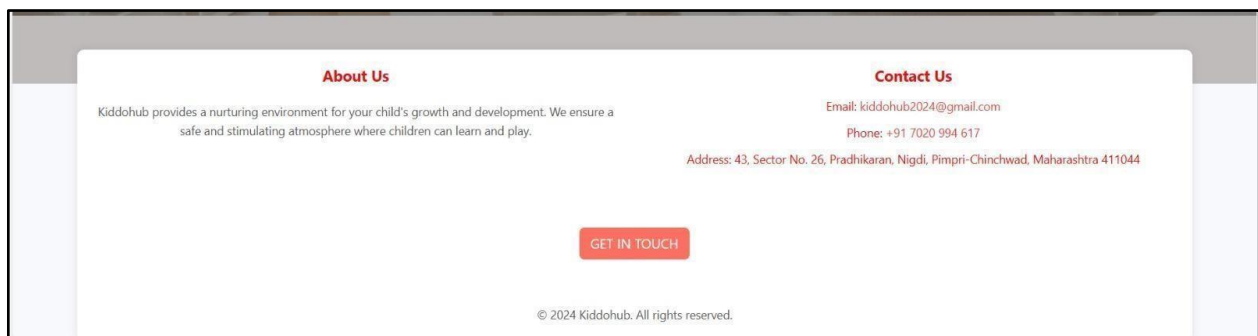 About Us
Kiddohub provides a nurturing environment for your child's growth and development. We ensure a
safe and stimulating atmosphere where children can learn and play.
Contact Us
Email: kiddohub2024@gmail.com
Phone: +91 7020 994 617
Address: 43, Sector No. 26, Pradhikaran, Nigdi, Pimpri-Chinchwad, Maharashtra 411044
GET IN TOUCH
© 2024 Kiddohub. All rights reserved.